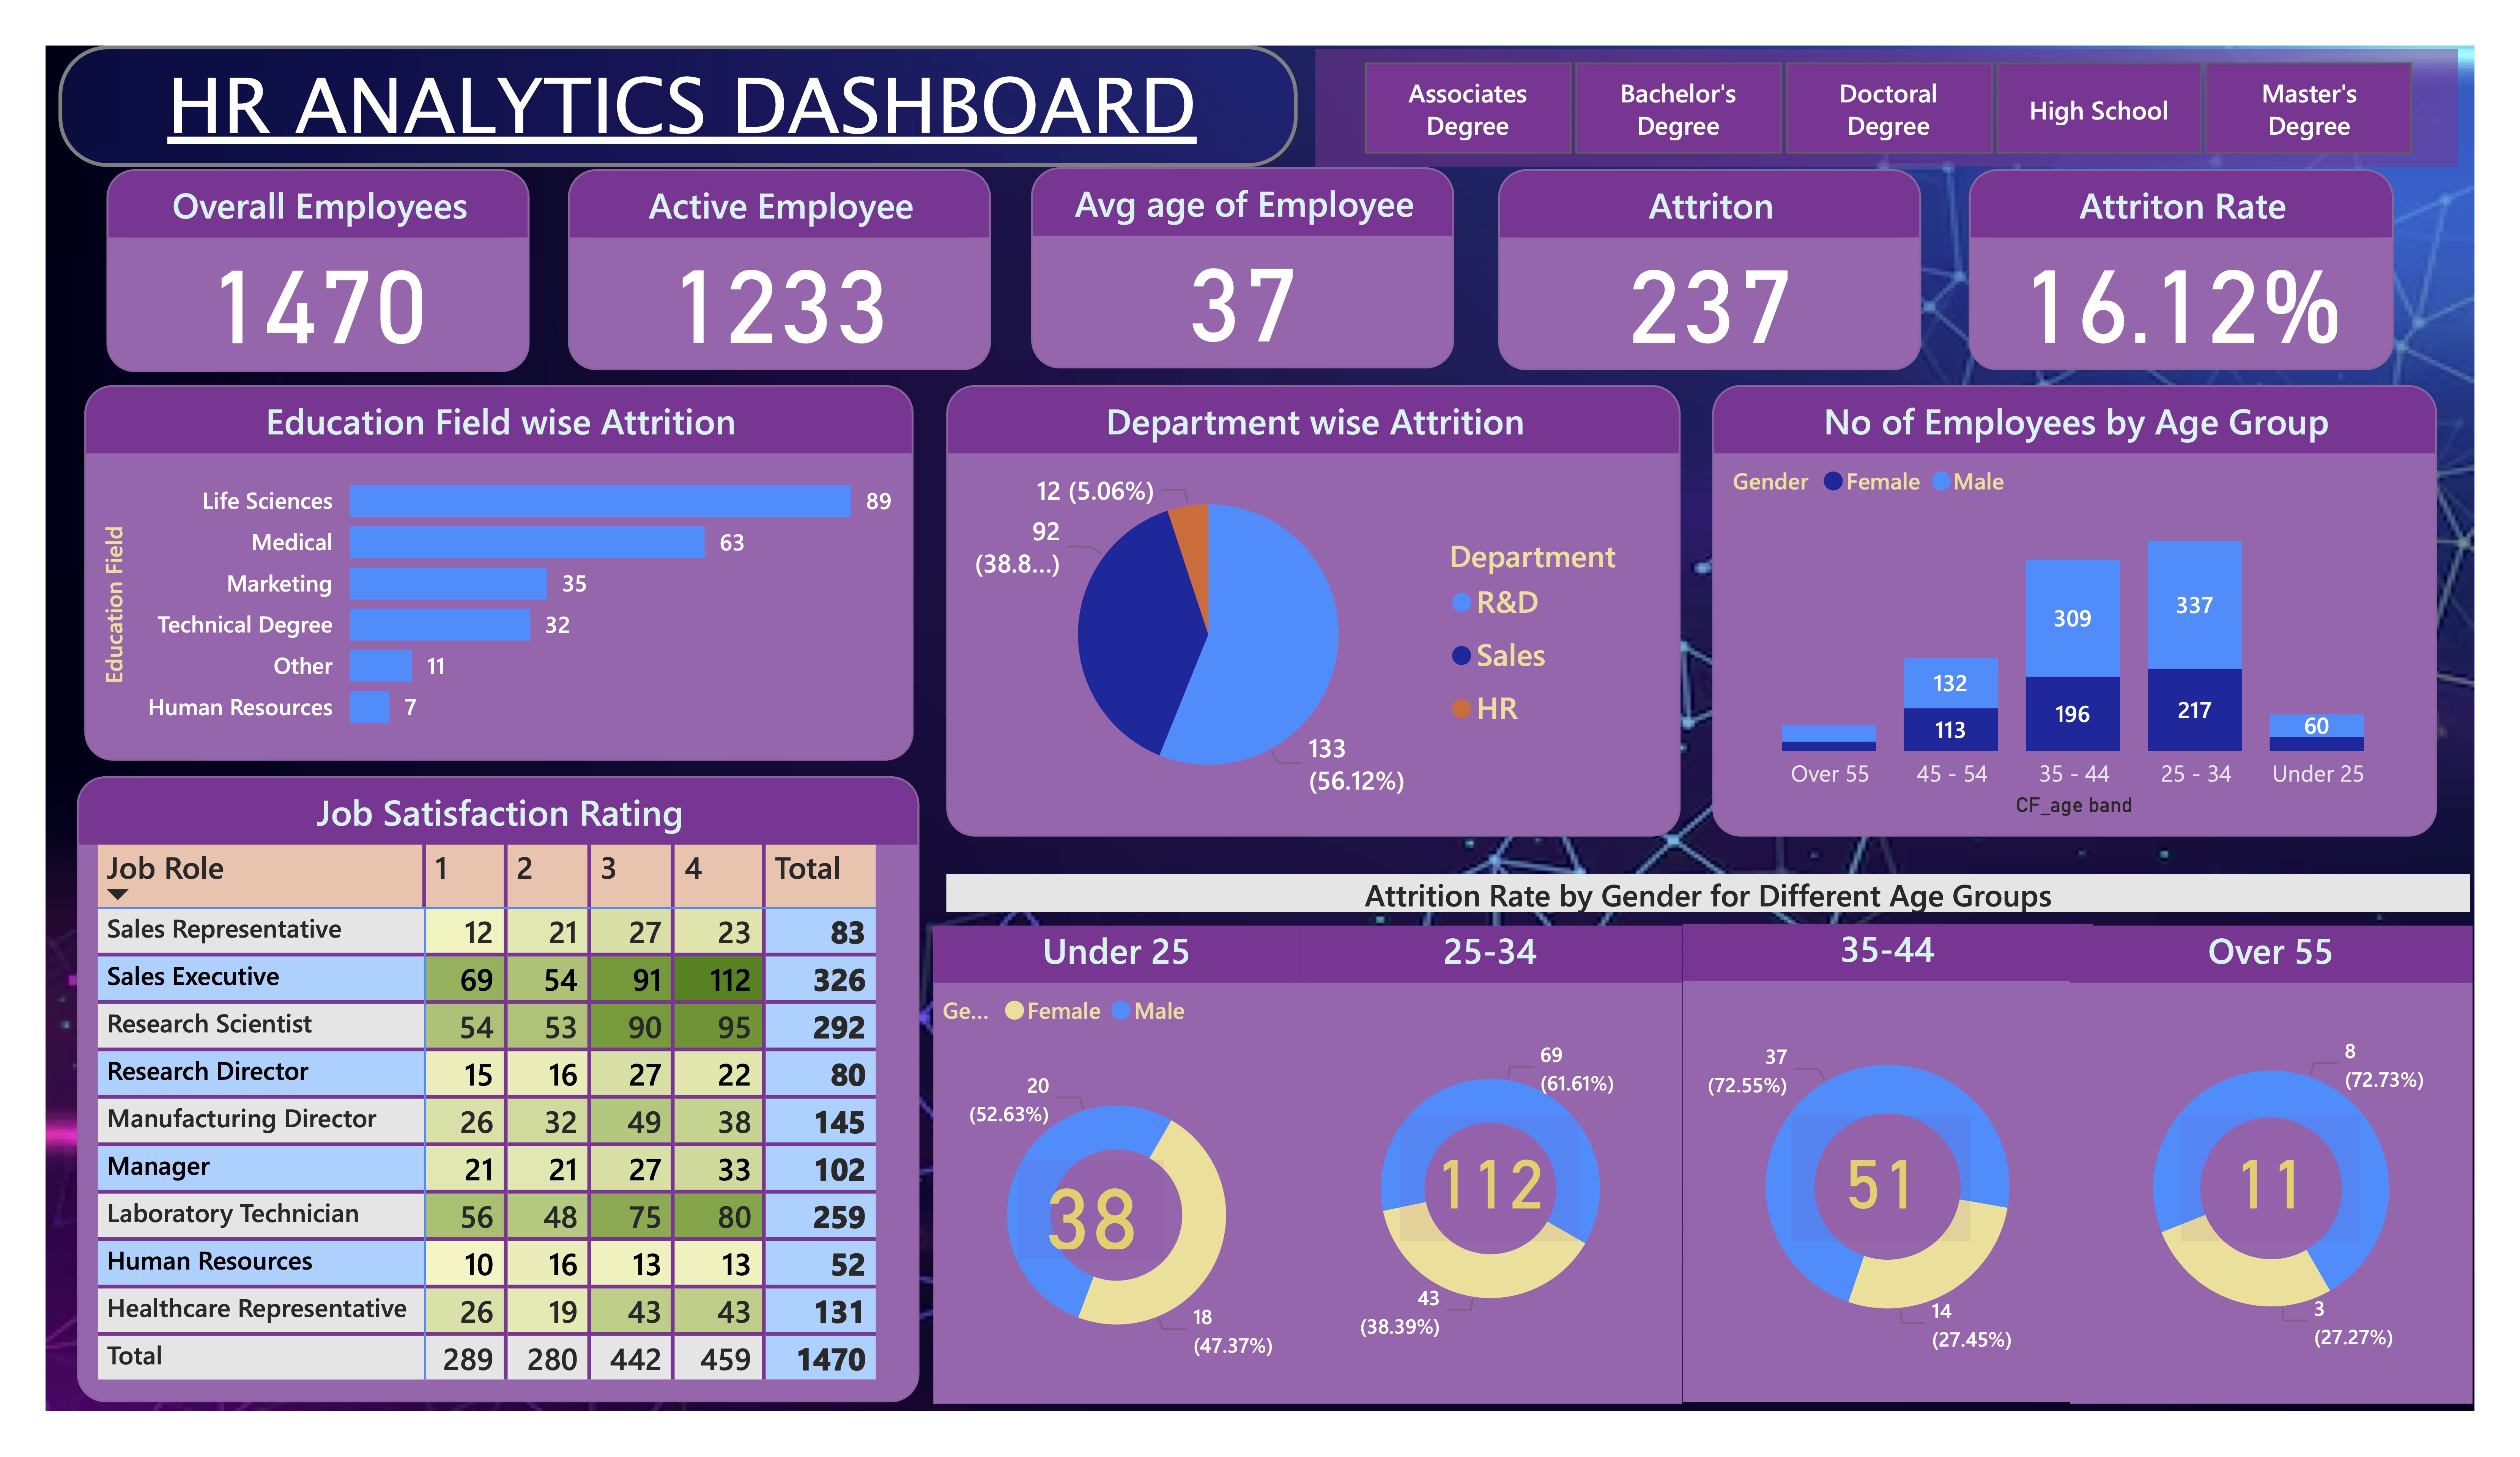 HR ANALYTICS DASHBOARD
Associates
Degree
Bachelor's
Degree
Doctoral
Degree
High School
Master's
Degree
Overall Employees
1470
Active Employee
1233
Avg age of Employee
37
Attriton
237
Attriton Rate
16.12%
Education Field wise Attrition
Education Field
Life Sciences 89
Medical 63
Marketing 35
Technical Degree 32
Other 11
Human Resources 7
Department wise Attrition
12 (5.06%)
92
(38.8...)
133
(56.12%)
Department
R&D
Sales
HR
No of Employees by Age Group
Gender Female Male
309
337
132
113
196
217
60
Over 55 45 - 54 35 - 44 25 - 34 Under 25
CF_age band
Job Satisfaction Rating
Job Role 1 2 3 4 Total
Sales Representative 12 21 27 23 83
Sales Executive 69 54 91 112 326
Research Scientist 54 53 90 95 292
Research Director 15 16 27 22 80
Manufacturing Director 26 32 49 38 145
Manager 21 21 27 33 102
Laboratory Technician 56 48 75 80 259
Human Resources 10 16 13 13 52
Healthcare Representative 26 19 43 43 131
Total 289 280 442 459 1470
Attrition Rate by Gender for Different Age Groups
Under 25
Ge... Female Male
20
(52.63%)
38
18
(47.37%)
25-34
69
(61.61%)
112
43
(38.39%)
35-44
37
(72.55%)
51
14
(27.45%)
Over 55
8
(72.73%)
11
3
(27.27%)